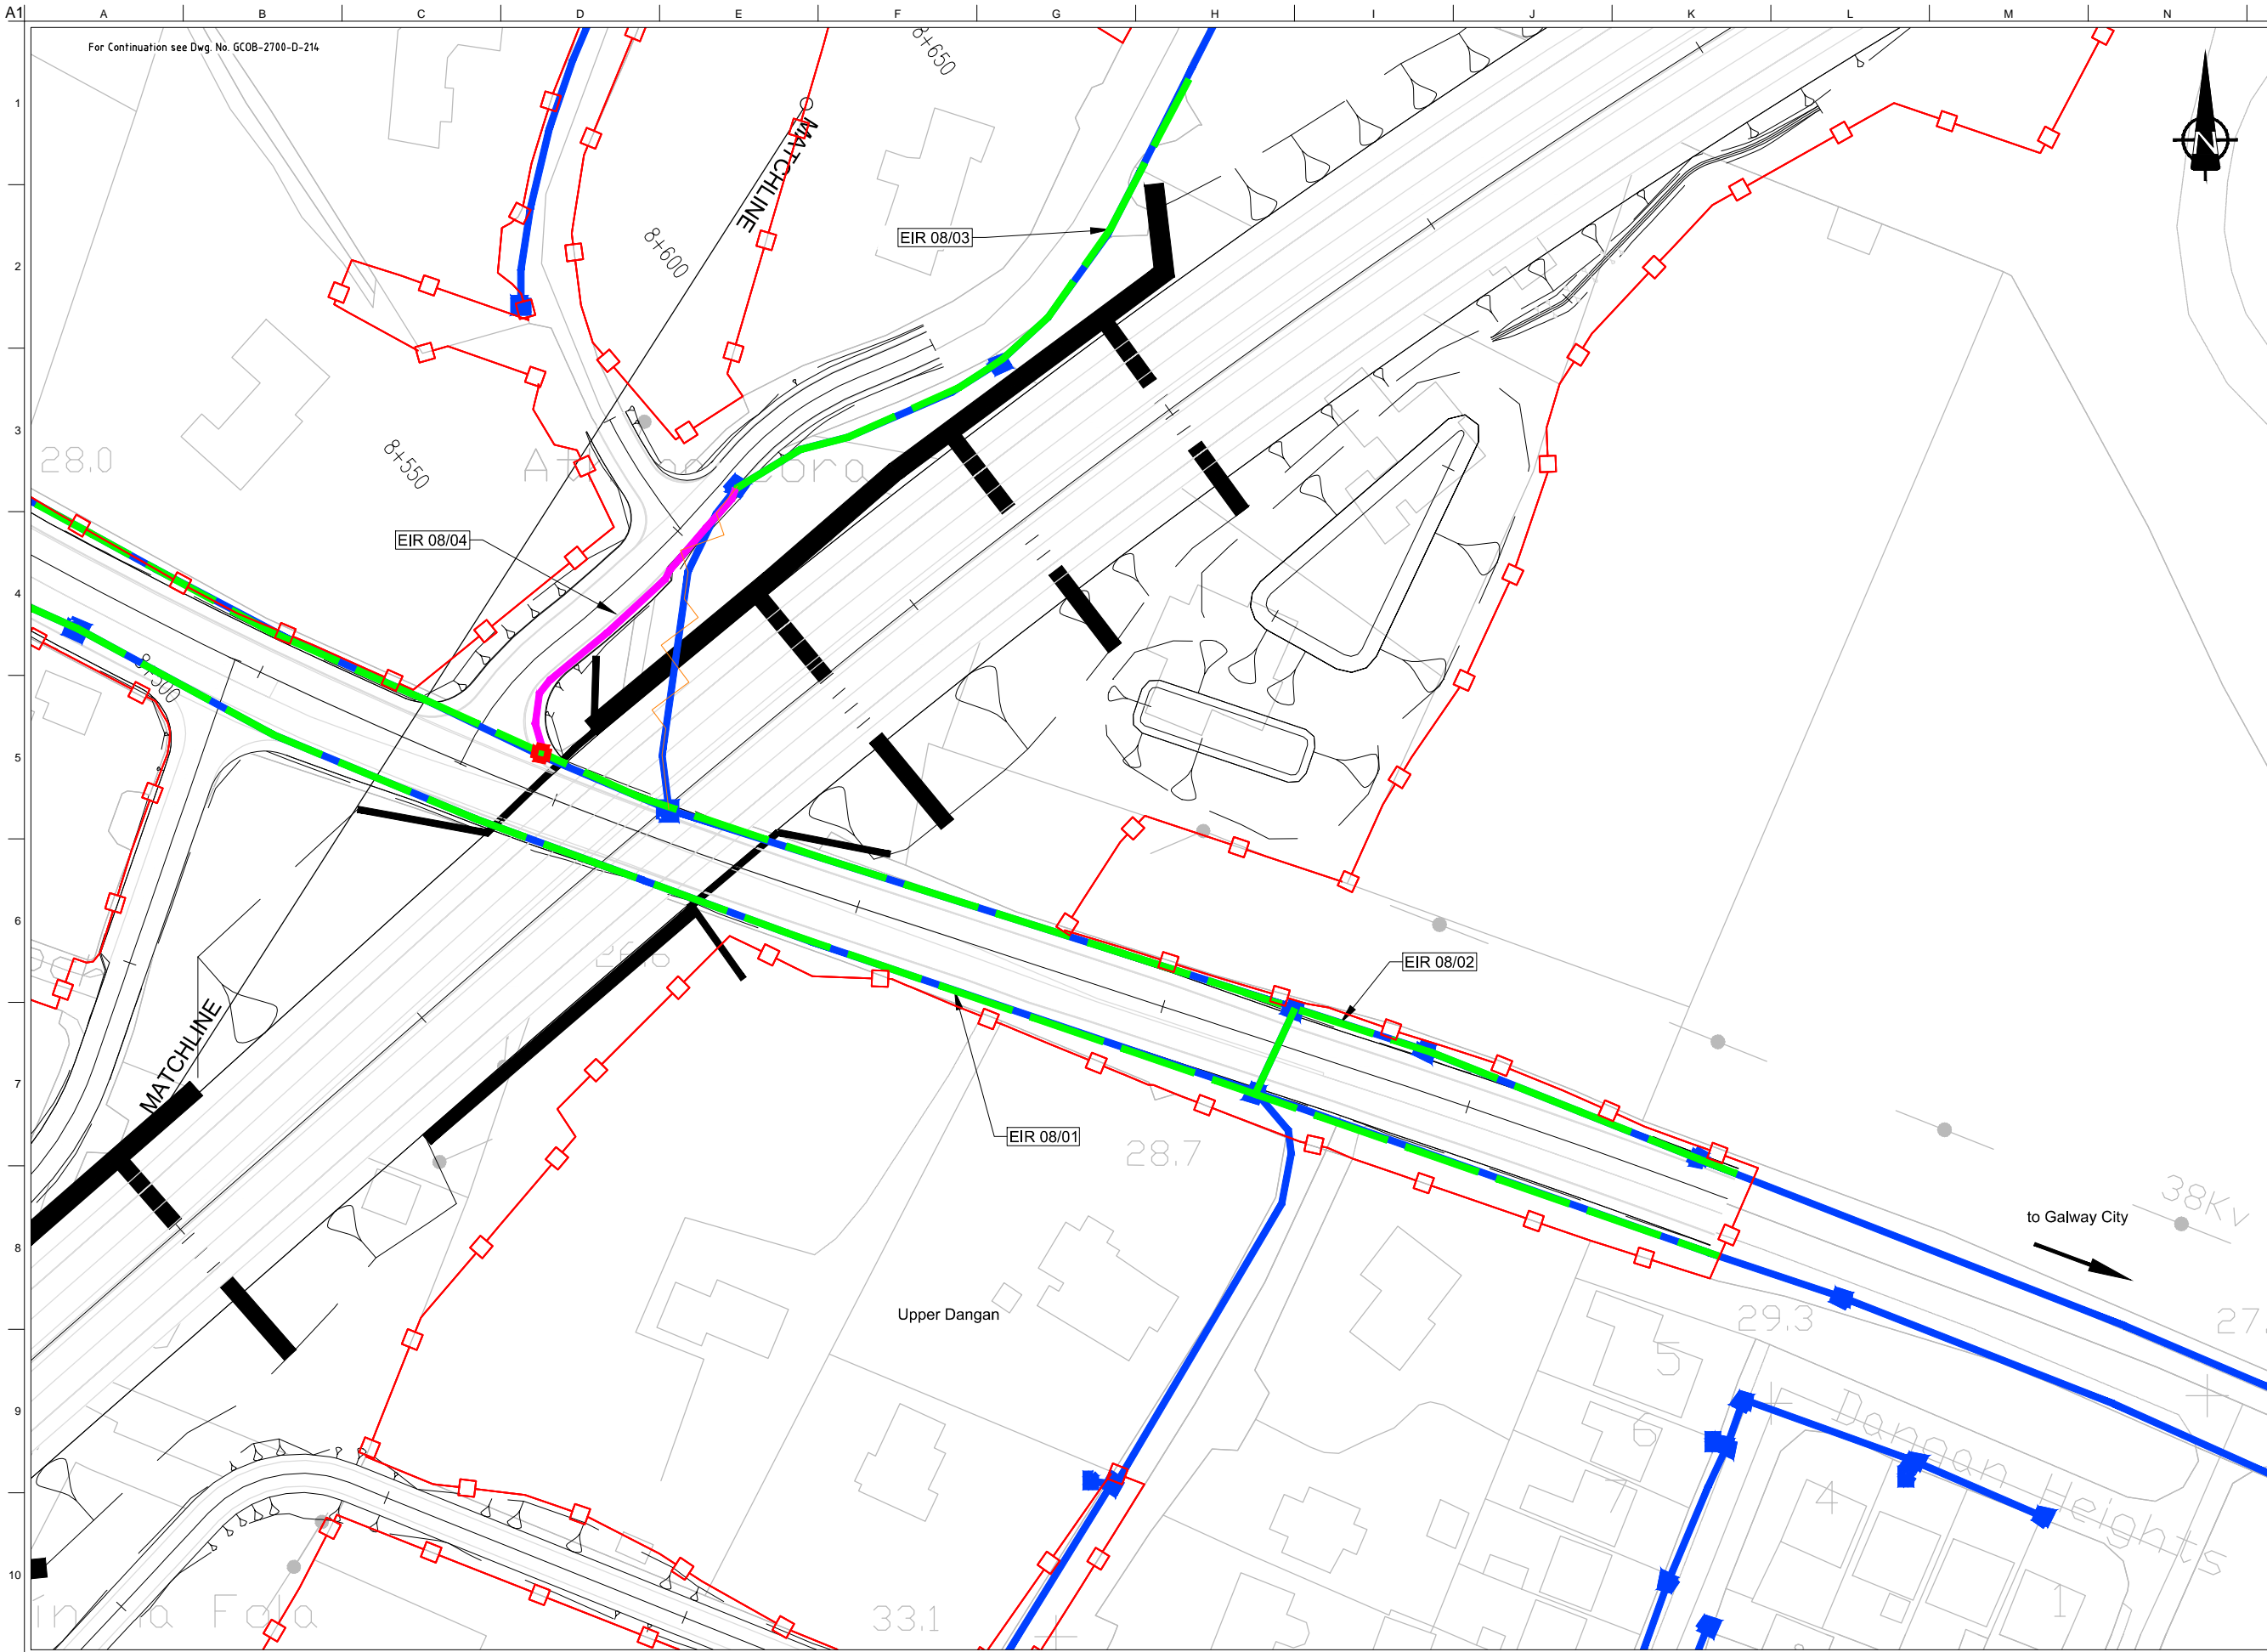 A1 A B C D E F G H I J K L M N
For Continuation see Dwg. No. GCOB-2700-D-214
8+650
1
MATCHLINE
N
EIR 08/03
8+600
2
3
28.0
8+550
EIR 08/04
4
5
6
EIR 08/02
MATCHLINE
7
EIR 08/01
28.7
38KV
to Galway City
8
Upper Dangan
29.3
27.
5
9
6
Dangan Heights
7
4
10
33.1
1